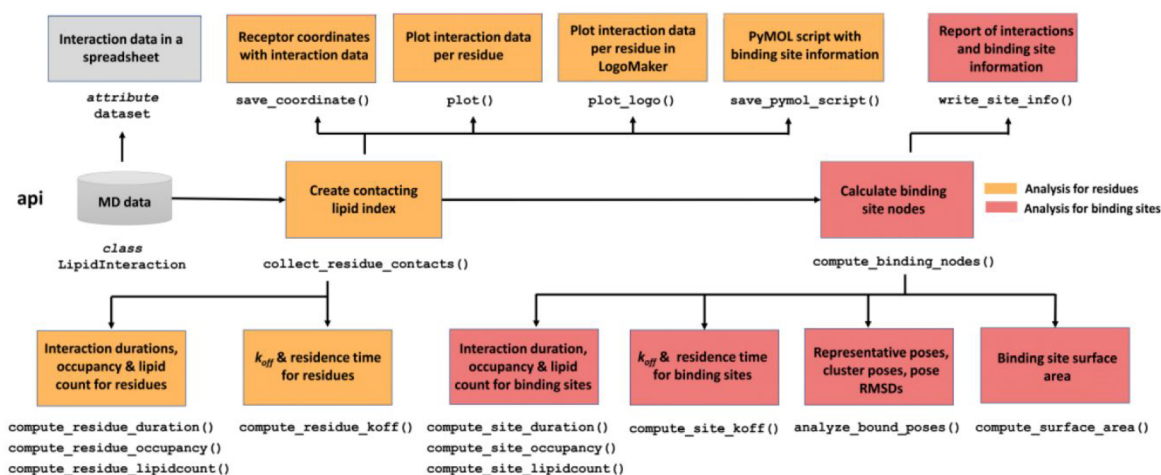 Interaction data in a
spreadsheet
Receptor coordinates
with interaction data
Plot interaction data
per residue
Plot interaction data
per residue in
LogoMaker
PyMOL script with
binding site information
Report of interactions
and binding site
information
attribute
dataset
save_coordinate()
plot()
plot_logo()
save_pymol_script()
write_site_info()
api
MD data
Create contacting
lipid index
Calculate binding
site nodes
Analysis for residues
Analysis for binding sites
class
LipidInteraction
collect_residue_contacts()
compute_binding_nodes()
Interaction durations,
occupancy & lipid
count for residues
koff & residence time
for residues
Interaction duration,
occupancy & lipid
count for binding sites
koff & residence time
for binding sites
Representative poses,
cluster poses, pose
RMSDs
Binding site surface
area
compute_residue_duration()
compute_residue_occupancy()
compute_residue_lipidcount()
compute_residue_koff()
compute_site_duration()
compute_site_occupancy()
compute_site_lipidcount()
compute_site_koff()
analyze_bound_poses()
compute_surface_area()